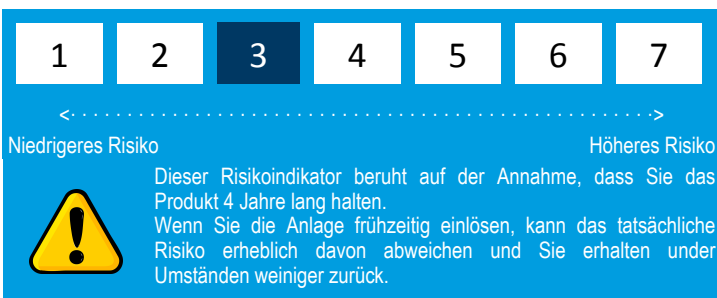 1 2 3 4 5 6 7
<· · · · · · · · · · · · · · · · · · · · · · · · · · · · · · · · · · · · · · · · · · · · · · · · · · · ·>
Niedrigeres Risiko Höheres Risiko
Dieser Risikoindikator beruht auf der Annahme, dass Sie das
Produkt 4 Jahre lang halten.
Wenn Sie die Anlage frühzeitig einlösen, kann das tatsächliche
Risiko erheblich davon abweichen und Sie erhalten under
Umständen weiniger zurück.